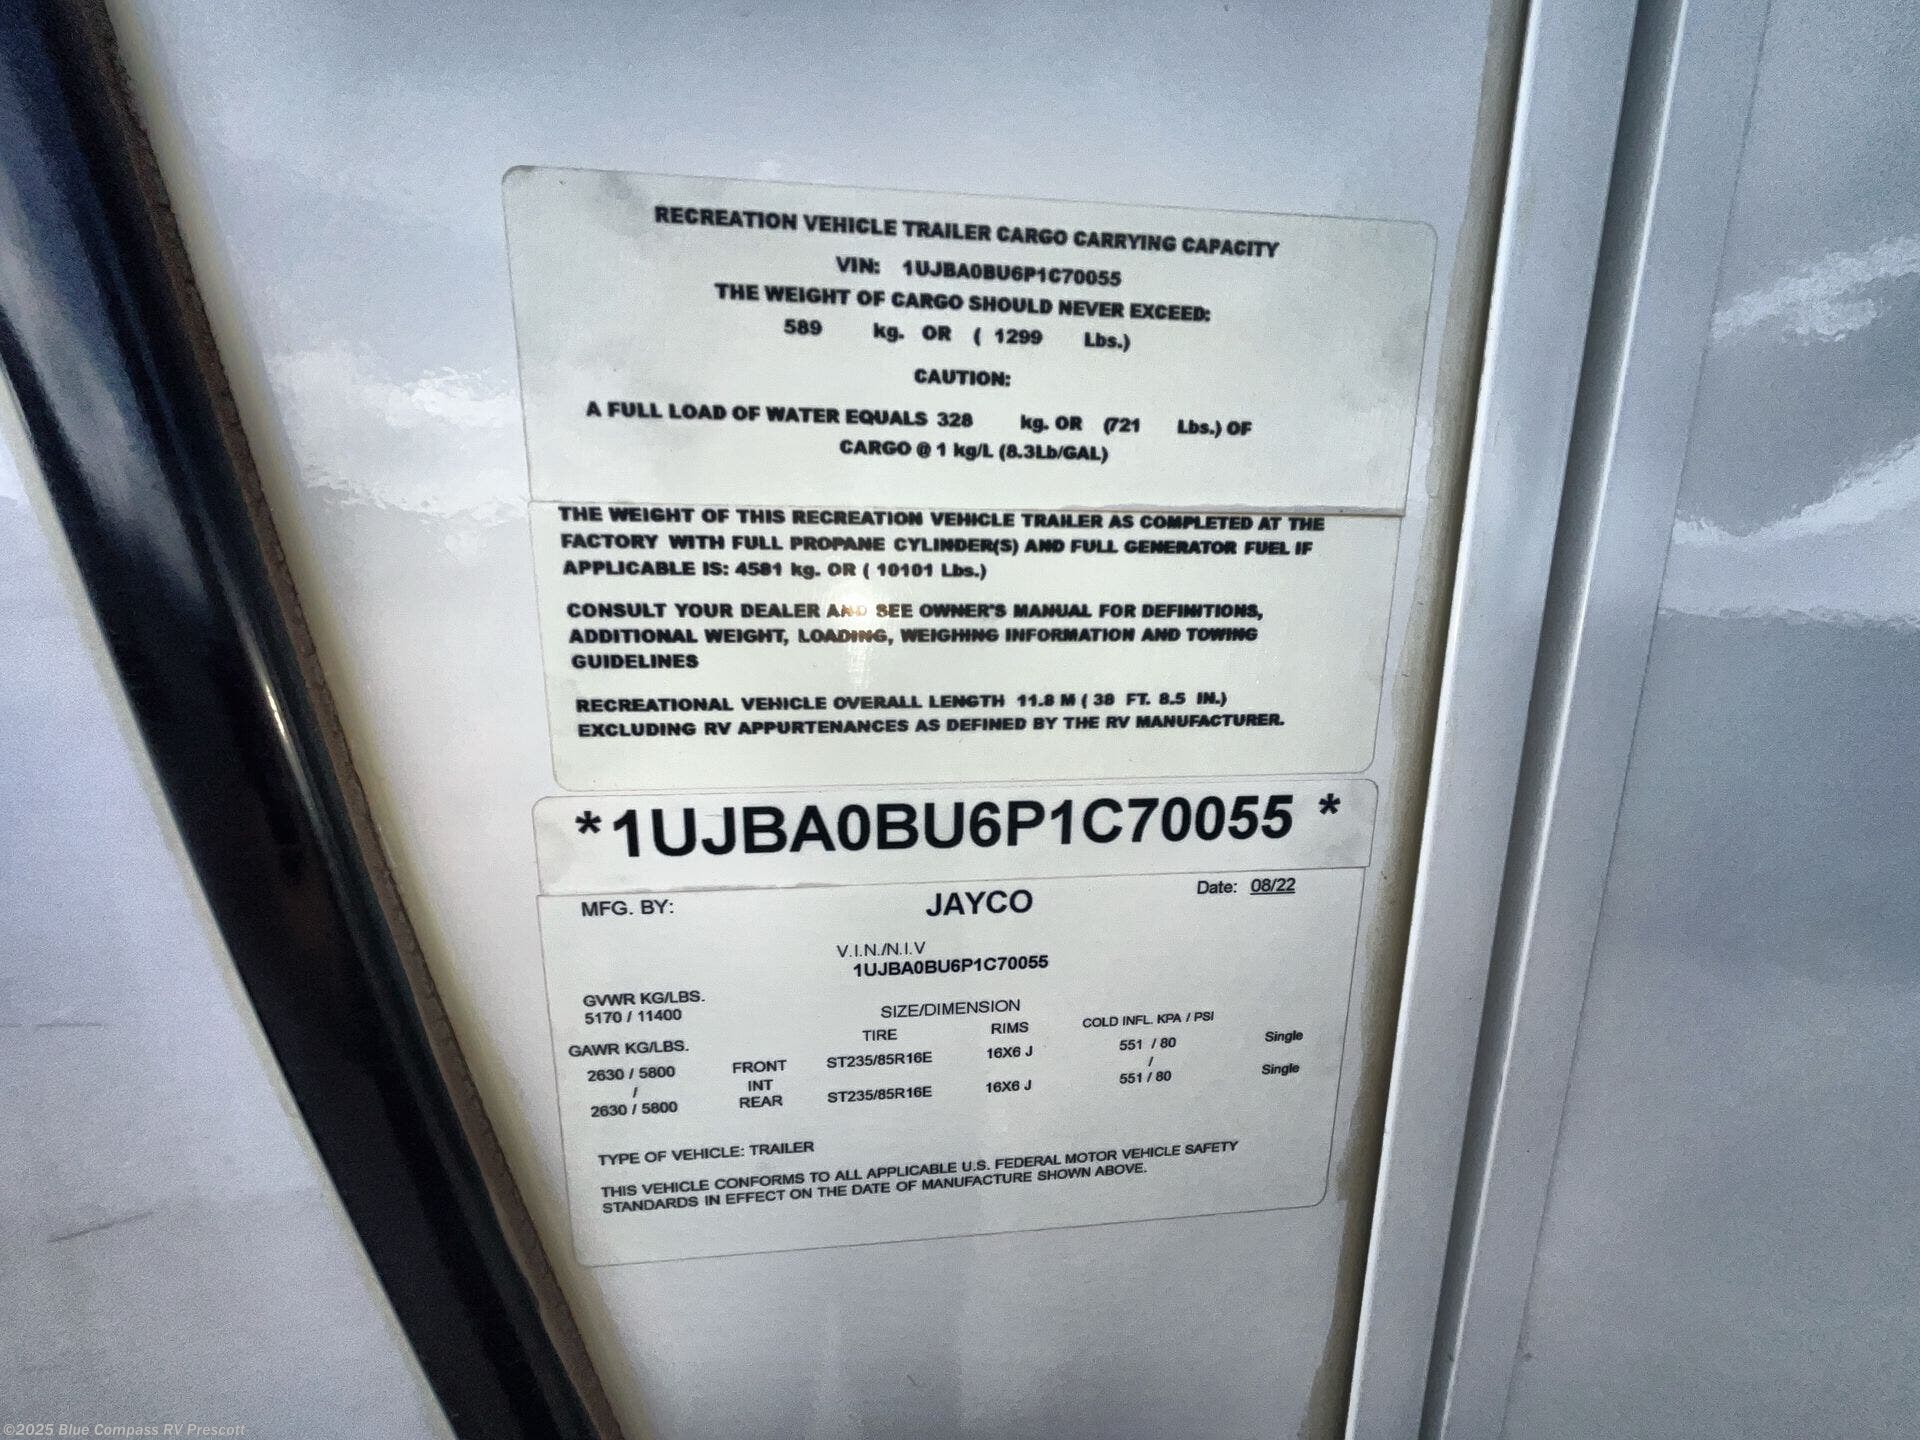 RECREATION VEHICLE TRAILER CARGO CARRYING CAPACITY
VIN: 1UJBA0BU6P1C70055
THE WEIGHT OF CARGO SHOULD NEVER EXCEED:
589 kg. OR ( 1299 Lbs.)
CAUTION:
A FULL LOAD OF WATER EQUALS 328 kg. OR (721 Lbs.) OF
CARGO @ 1 kg/L (8.3Lb/GAL)
THE WEIGHT OF THIS RECREATION VEHICLE TRAILER AS COMPLETED AT THE
FACTORY WITH FULL PROPANE CYLINDER(S) AND FULL GENERATOR FUEL IF
APPLICABLE IS: 4581 kg. OR ( 10101 Lbs.)
CONSULT YOUR DEALER AND SEE OWNER'S MANUAL FOR DEFINITIONS,
ADDITIONAL WEIGHT, LOADING, WEIGHING INFORMATION AND TOWING
GUIDELINES
RECREATIONAL VEHICLE OVERALL LENGTH 11.8 M ( 38 FT. 8.5 IN.)
EXCLUDING RV APPURTENANCES AS DEFINED BY THE RV MANUFACTURER.
*1UJBA0BU6P1C70055 *
MFG. BY: JAYCO Date: 08/22
V.I.N./N.I.V
1UJBA0BU6P1C70055
GVWR KG/LBS.
5170 / 11400
SIZE/DIMENSION
TIRE RIMS COLD INFL. KPA / PSI
GAWR KG/LBS.
2630 / 5800 FRONT ST235/85R16E 16X6 J 551 / 80 Single
/ INT /
2630 / 5800 REAR ST235/85R16E 16X6 J 551 / 80 Single
TYPE OF VEHICLE: TRAILER
THIS VEHICLE CONFORMS TO ALL APPLICABLE U.S. FEDERAL MOTOR VEHICLE SAFETY
STANDARDS IN EFFECT ON THE DATE OF MANUFACTURE SHOWN ABOVE.
©2025 Blue Compass RV Prescott